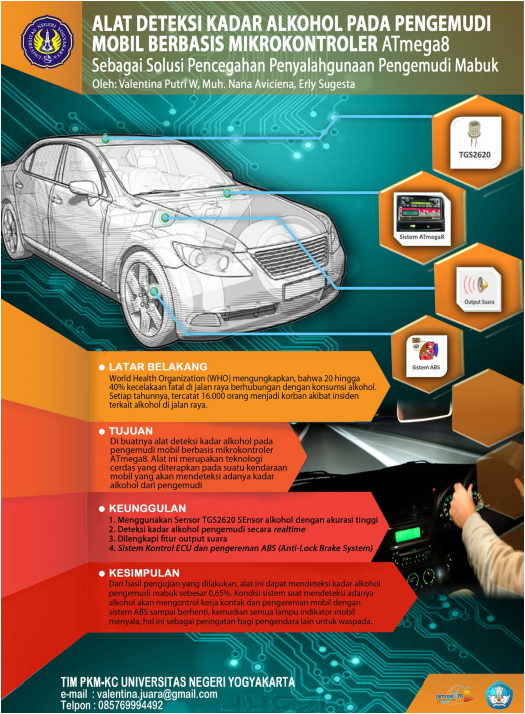 ALAT DETEKSI KADAR ALKOHOL PADA PENGEMUDI
MOBIL BERBASIS MIKROKONTROLER ATmega8
Sebagai Solusi Pencegahan Penyalahgunaan Pengemudi Mabuk
Oleh: Valentina Putri W, Muh. Nana Aviciena, Erly Sugesta
TGS2620
Sistem ATmega8
Output Suara
Sistem ABS
LATAR BELAKANG
World Health Organization (WHO) mengungkapkan, bahwa 20 hingga
40% kecelakaan fatal di jalan raya berhubungan dengan konsumsi alkohol.
Setiap tahunnya, tercatat 16.000 orang menjadi korban akibat insiden
terkait alkohol di jalan raya.
TUJUAN
Di buatnya alat deteksi kadar alkohol pada
pengemudi mobil berbasis mikrokontroler
ATmega8. Alat ini merupakan teknologi
cerdas yang diterapkan pada suatu kendaraan
mobil yang akan mendeteksi adanya kadar
alkohol dari pengemudi
KEUNGGULAN
1. Menggunakan Sensor TGS2620 SEnsor alkohol dengan akurasi tinggi
2. Deteksi kadar alkohol pengemudi secara realtime
3. Dilengkapi fitur output suara
4. Sistem Kontrol ECU dan pengereman ABS (Anti-Lock Brake System)
KESIMPULAN
Dari hasil pengujian yang dilakukan, alat ini dapat mendeteksi kadar alkohol
pengemudi mabuk sebesar 0,65%. Kondisi sistem saat mendeteksi adanya
alkohol akan mengontrol kerja kontak dan pengereman mobil dengan
sistem ABS sampai berhenti, kemudian semua lampu indikator mobil
menyala, hal ini sebagai peringatan bagi pengendara lain untuk waspada.
TIM PKM-KC UNIVERSITAS NEGERI YOGYAKARTA
e-mail : valentina.juara@gmail.com
Telpon : 085769994492